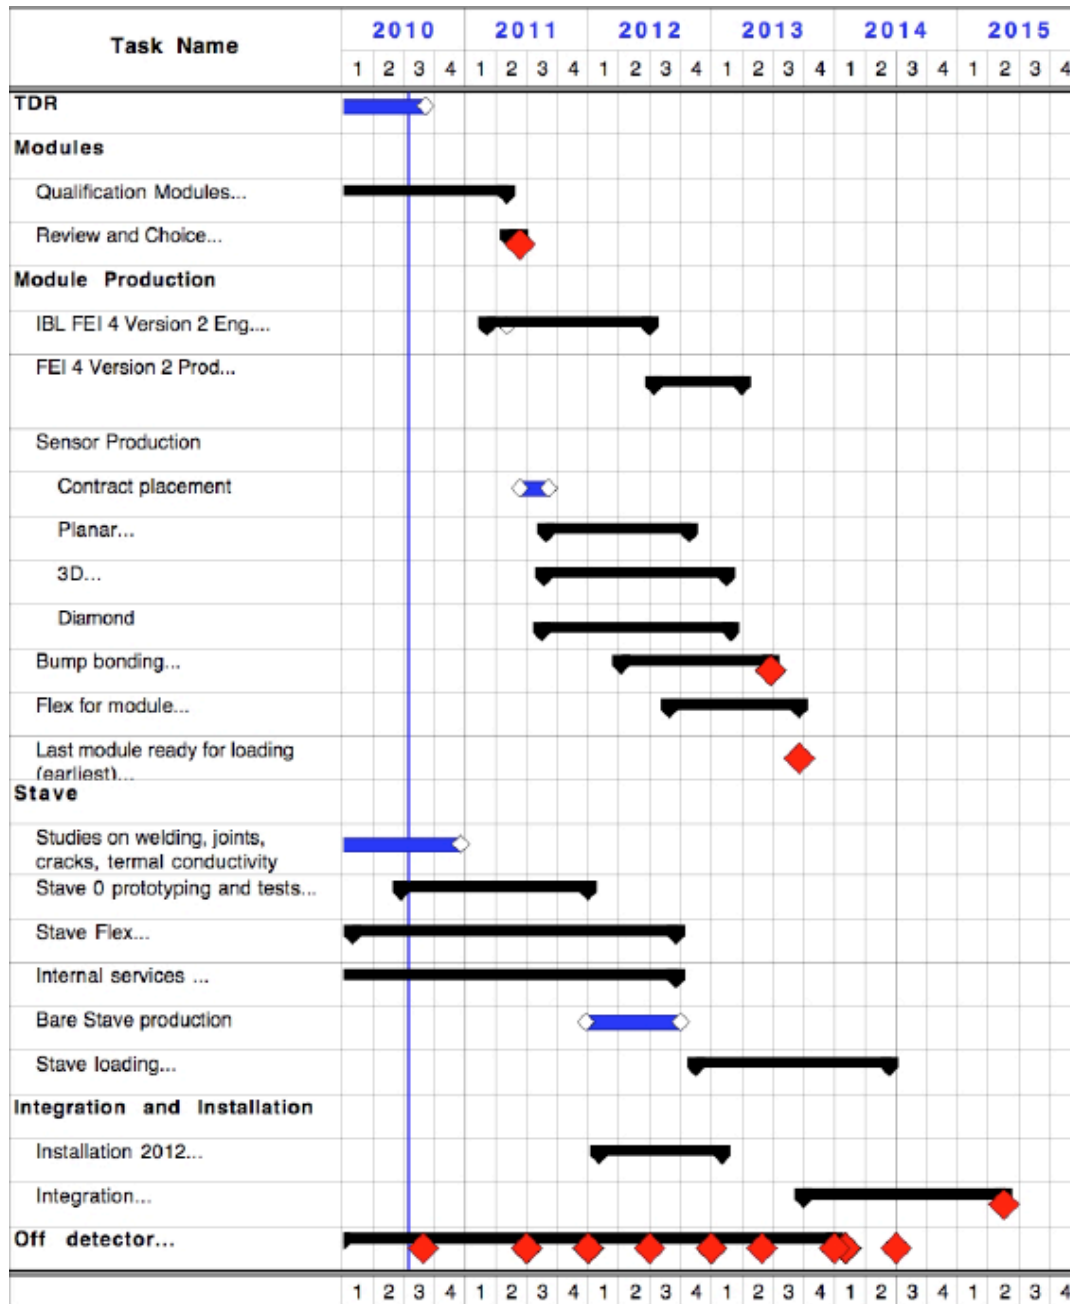 Task Name
2010 2011 2012 2013 2014 2015
1 2 3 4 1 2 3 4 1 2 3 4 1 2 3 4 1 2 3 4 1 2 3 4
TDR
Modules
Qualification Modules...
Review and Choice...
Module Production
IBL FEI 4 Version 2 Eng....
FEI 4 Version 2 Prod...
Sensor Production
Contract placement
Planar...
3D...
Diamond
Bump bonding...
Flex for module...
Last module ready for loading
(earliest)...
Stave
Studies on welding, joints,
cracks, termal conductivity
Stave 0 prototyping and tests...
Stave Flex...
Internal services ...
Bare Stave production
Stave loading...
Integration and Installation
Installation 2012...
Integration...
Off detector...
1 2 3 4 1 2 3 4 1 2 3 4 1 2 3 4 1 2 3 4 1 2 3 4